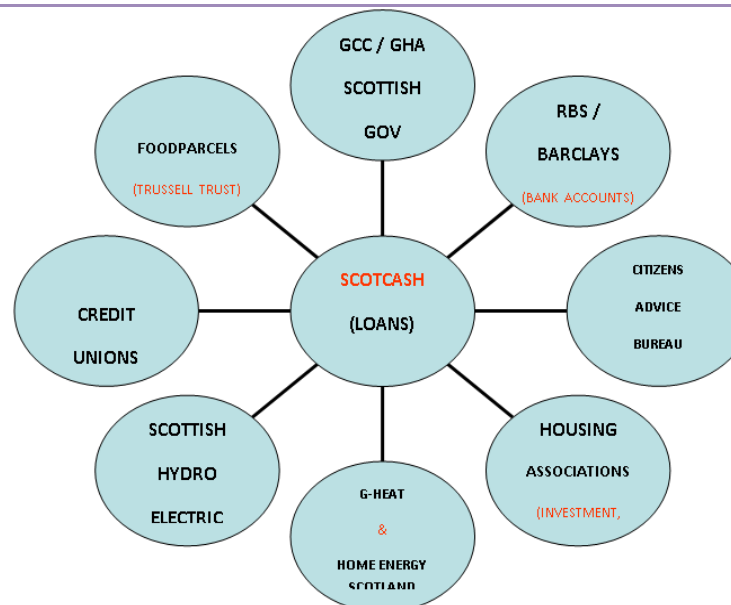 GCC / GHA
SCOTTISH
GOV
RBS /
BARCLAYS
(BANK ACCOUNTS)
CITIZENS
ADVICE
BUREAU
HOUSING
ASSOCIATIONS
(INVESTMENT,
G-HEAT
&
HOME ENERGY
SCOTLAND
SCOTTISH
HYDRO
ELECTRIC
CREDIT
UNIONS
FOODPARCELS
(TRUSSELL TRUST)
SCOTCASH
(LOANS)